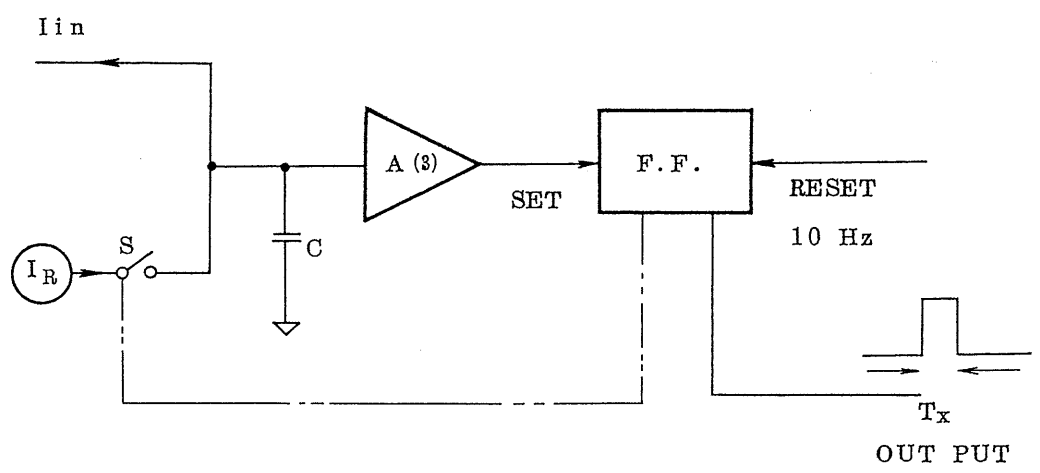 Iin
A (3)
F.F.
SET
RESET
10 Hz
S
IR
C
Tx
OUT PUT